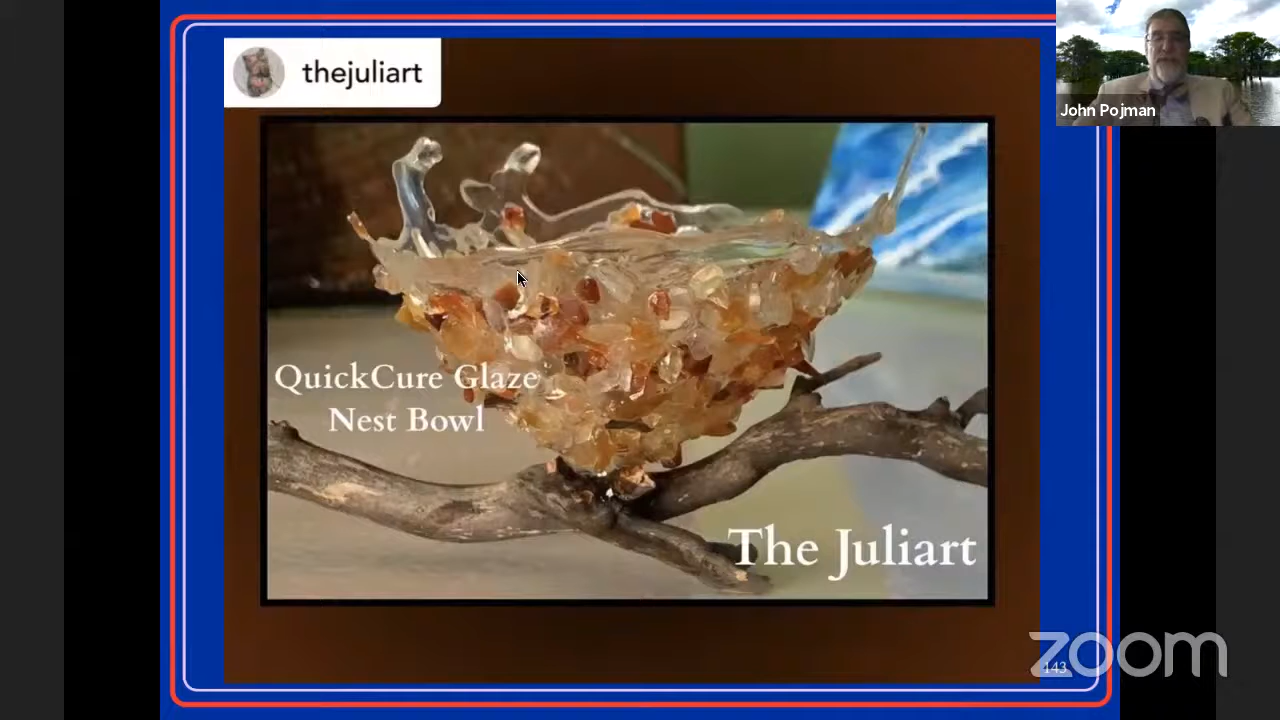 thejuliart
John Pojman
QuickCure Glaze
Nest Bowl
The Juliart
zoom
143